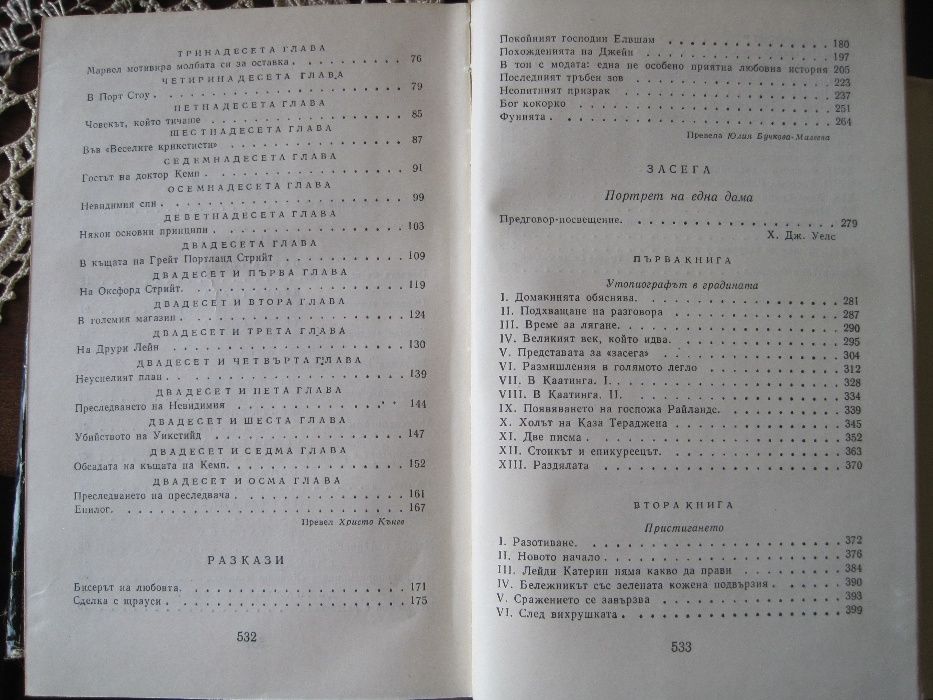 ТРИНАДЕСЕТА ГЛАВА
Марвел мотивира молбата си за оставка . . . . . . . . 76
ЧЕТИРИНАДЕСЕТА ГЛАВА
В Порт Стоу . . . . . . . . 79
ПЕТНАДЕСЕТА ГЛАВА
Човекът, който тичаше . . . . . . . . 85
ШЕСТНАДЕСЕТА ГЛАВА
Във «Веселите крикетисти» . . . . . . . . 87
СЕДЕМНАДЕСЕТА ГЛАВА
Гостът на доктор Кемп . . . . . . . . 91
ОСЕМНАДЕСЕТА ГЛАВА
Невидимия спи . . . . . . . . 99
ДЕВЕТНАДЕСЕТА ГЛАВА
Някои основни принципи . . . . . . . . 103
ДВАДЕСЕТА ГЛАВА
В къщата на Грейт Портланд Стрийт . . . . . . . . 109
ДВАДЕСЕТ И ПЪРВА ГЛАВА
На Оксфорд Стрийт. . . . . . . . . 119
ДВАДЕСЕТ И ВТОРА ГЛАВА
В големия магазин . . . . . . . . 124
ДВАДЕСЕТ И ТРЕТА ГЛАВА
На Друри Лейн . . . . . . . . 130
ДВАДЕСЕТ И ЧЕТВЪРТА ГЛАВА
Неуспелият план . . . . . . . . 139
ДВАДЕСЕТ И ПЕТА ГЛАВА
Преследването на Невидимия . . . . . . . . 144
ДВАДЕСЕТ И ШЕСТА ГЛАВА
Убийството на Уикстийд . . . . . . . . 147
ДВАДЕСЕТ И СЕДМА ГЛАВА
Обсадата на къщата на Кемп. . . . . . . . . 152
ДВАДЕСЕТ И ОСМА ГЛАВА
Преследването на преследвача . . . . . . . . 161
Епилог. . . . . . . . . 167
Превел Христо Кънев
РАЗКАЗИ
Бисерът на любовта. . . . . . . . . 171
Сделка с щрауси . . . . . . . . 175
532
Покойният господин Елвшам . . . . . . . . 180
Похожденията на Джейн . . . . . . . . 197
В тон с модата: една не особено приятна любовна история 205
Последният тръбен зов . . . . . . . . 223
Неопитният призрак . . . . . . . . 237
Бог кокорко . . . . . . . . 251
Фунията . . . . . . . . 264
Превела Юлия Бучкова-Малеева
ЗАСЕГА
Портрет на една дама
Предговор-посвещение. . . . . . . . . 279
Х. Дж. Уелс
ПЪРВА КНИГА
Утопиографът в градината
I. Домакинята обяснява. . . . . . . . . 281
II. Подхващане на разговора . . . . . . . . 287
III. Време за лягане. . . . . . . . . 290
IV. Великият век, който идва. . . . . . . . . 295
V. Представата за «засега» . . . . . . . . 304
VI. Размишления в голямото легло . . . . . . . . 312
VII. В Каатинга. I. . . . . . . . . 328
VIII. В Каатинга. II. . . . . . . . . 334
IX. Появяването на госпожа Райландс. . . . . . . . . 339
X. Холът на Каза Тераджена . . . . . . . . 345
XI. Две писма . . . . . . . . 352
XII. Стоикът и епикуреецът. . . . . . . . . 363
XIII. Раздялата . . . . . . . . 370
ВТОРА КНИГА
Пристигането
I. Разотиване. . . . . . . . . 372
II. Новото начало . . . . . . . . 376
III. Лейди Катерин няма какво да прави . . . . . . . . 384
IV. Бележникът със зелената кожена подвързия . . . . . . . . 390
V. Сражението се завързва . . . . . . . . 393
VI. След вихрушката . . . . . . . . 399
533